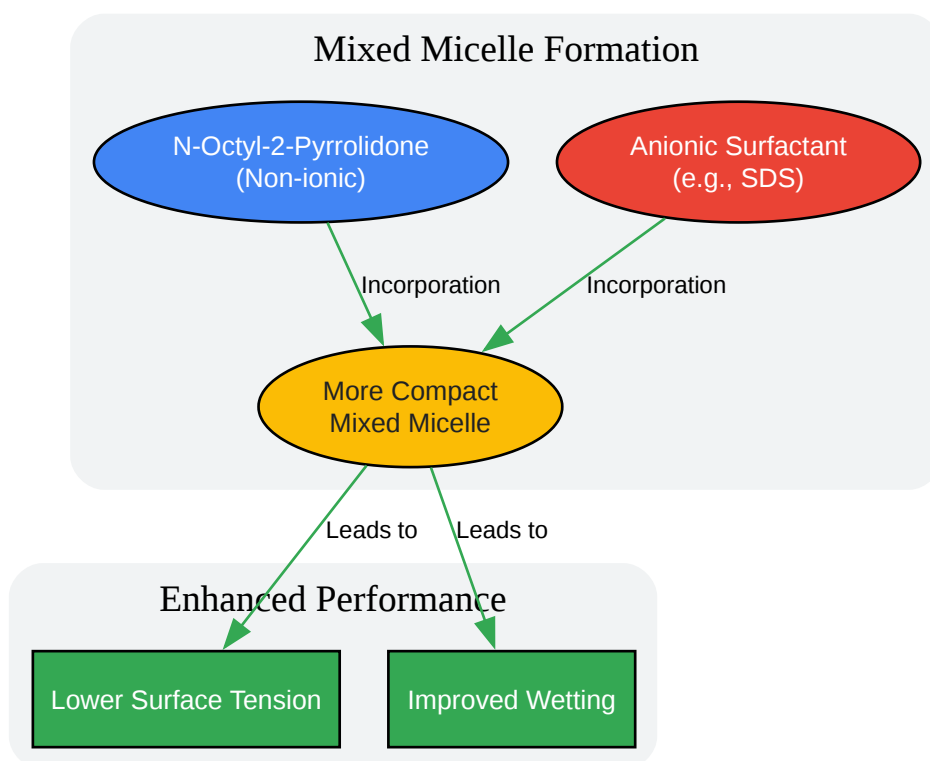 Mixed Micelle Formation
N-Octyl-2-Pyrrolidone
(Non-ionic)
Anionic Surfactant
(e.g., SDS)
Incorporation
Incorporation
More Compact
Mixed Micelle
Leads to
Leads to
Enhanced Performance
Lower Surface Tension
Improved Wetting